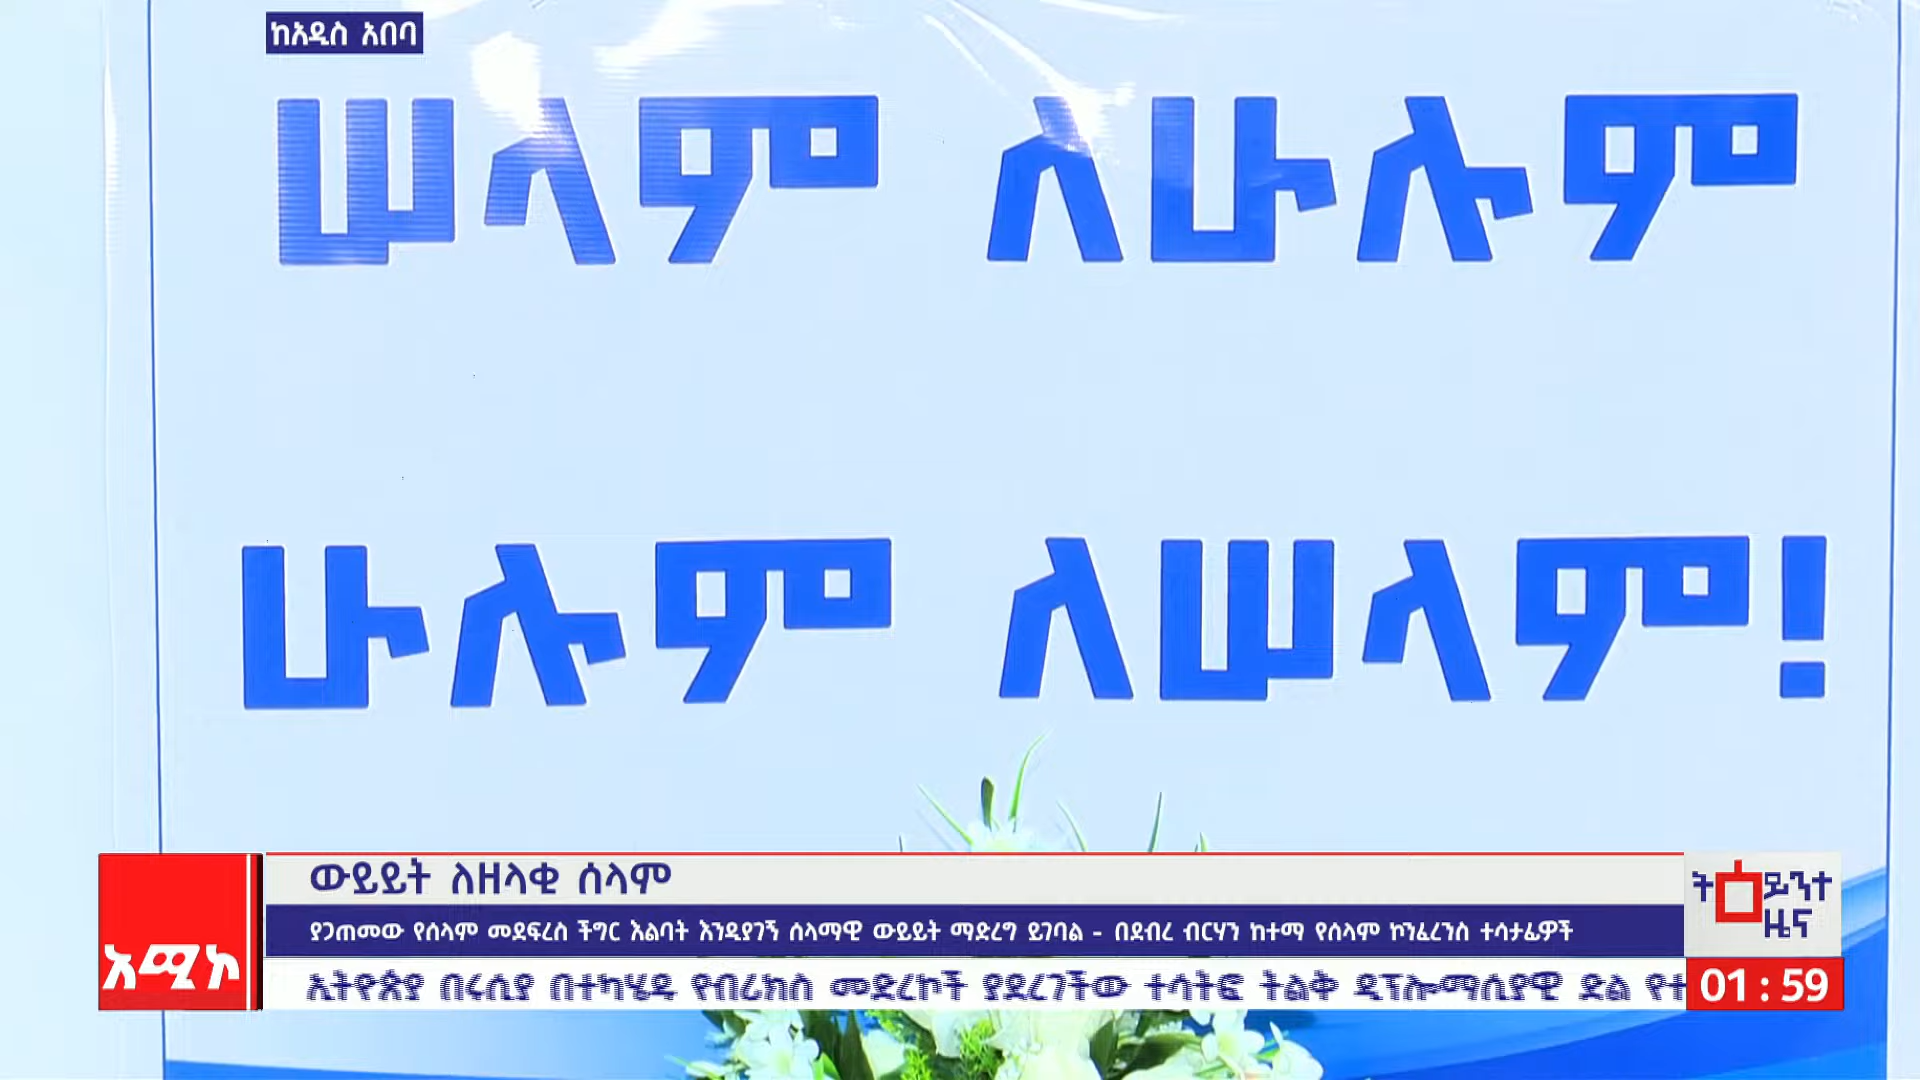 ከአዲስ አበባ
ሠላም ለሁሉም
ሁሉም ለሠላም!
ውይይት ለዘላቂ ሰላም
ያጋጠመው የሰላም መደፍረስ ችግር እልባት እንዲያገኝ ሰላማዊ ውይይት ማድረግ ይገባል - በደብረ ብርሃን ከተማ የሰላም ኮንፈረንስ ተሳታፊዎች
አሚኮ
ኢትዮጵያ በሩሲያ በተካሄዱ የብሪክስ መድረኮች ያደረገችው ተሳትፎ ትልቅ ዲፕሎማሲያዊ ድል የተ
ዜና
01:59